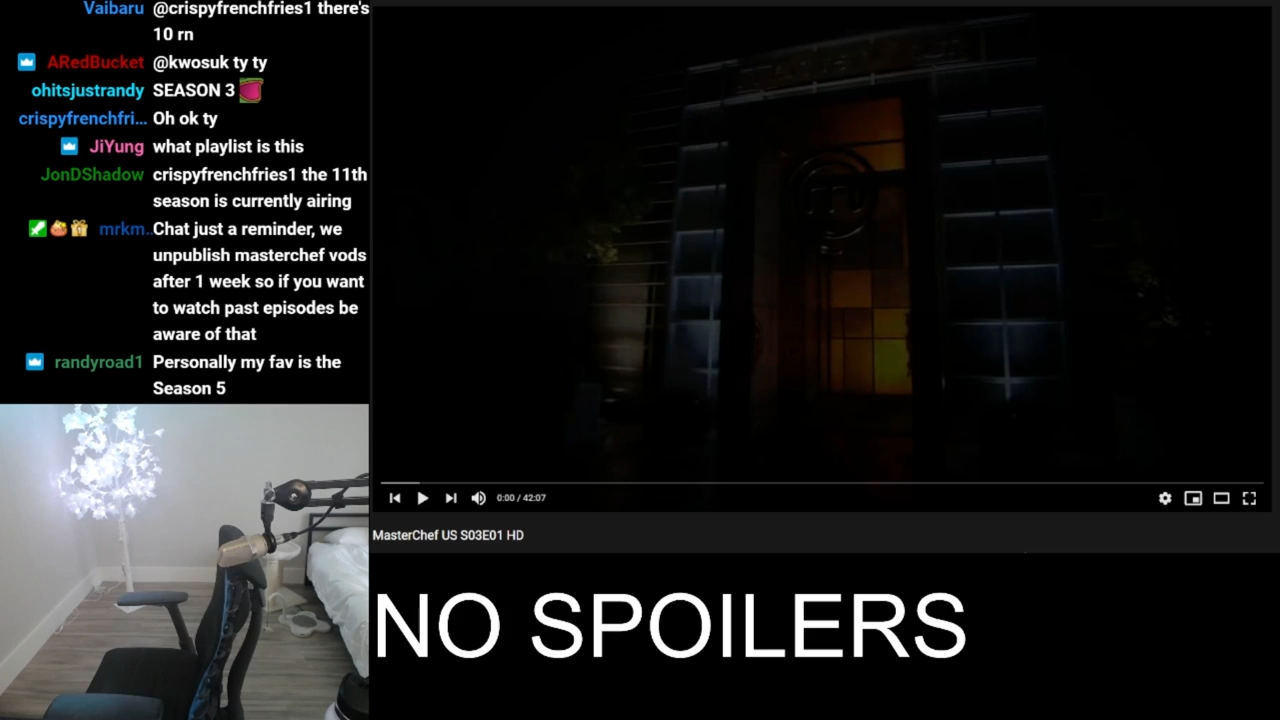 Vaibaru @crispyfrenchfries1 there's
10 rn
ARedBucket @kwosuk ty ty
ohitsjustrandy SEASON 3
crispyfrenchfri... Oh ok ty
JiYung what playlist is this
JonDShadow crispyfrenchfries1 the 11th
season is currently airing
mrkm.. Chat just a reminder, we
unpublish masterchef vods
after 1 week so if you want
to watch past episodes be
aware of that
randyroad1 Personally my fav is the
Season 5
0:00 / 42:07
MasterChef US S03E01 HD
NO SPOILERS